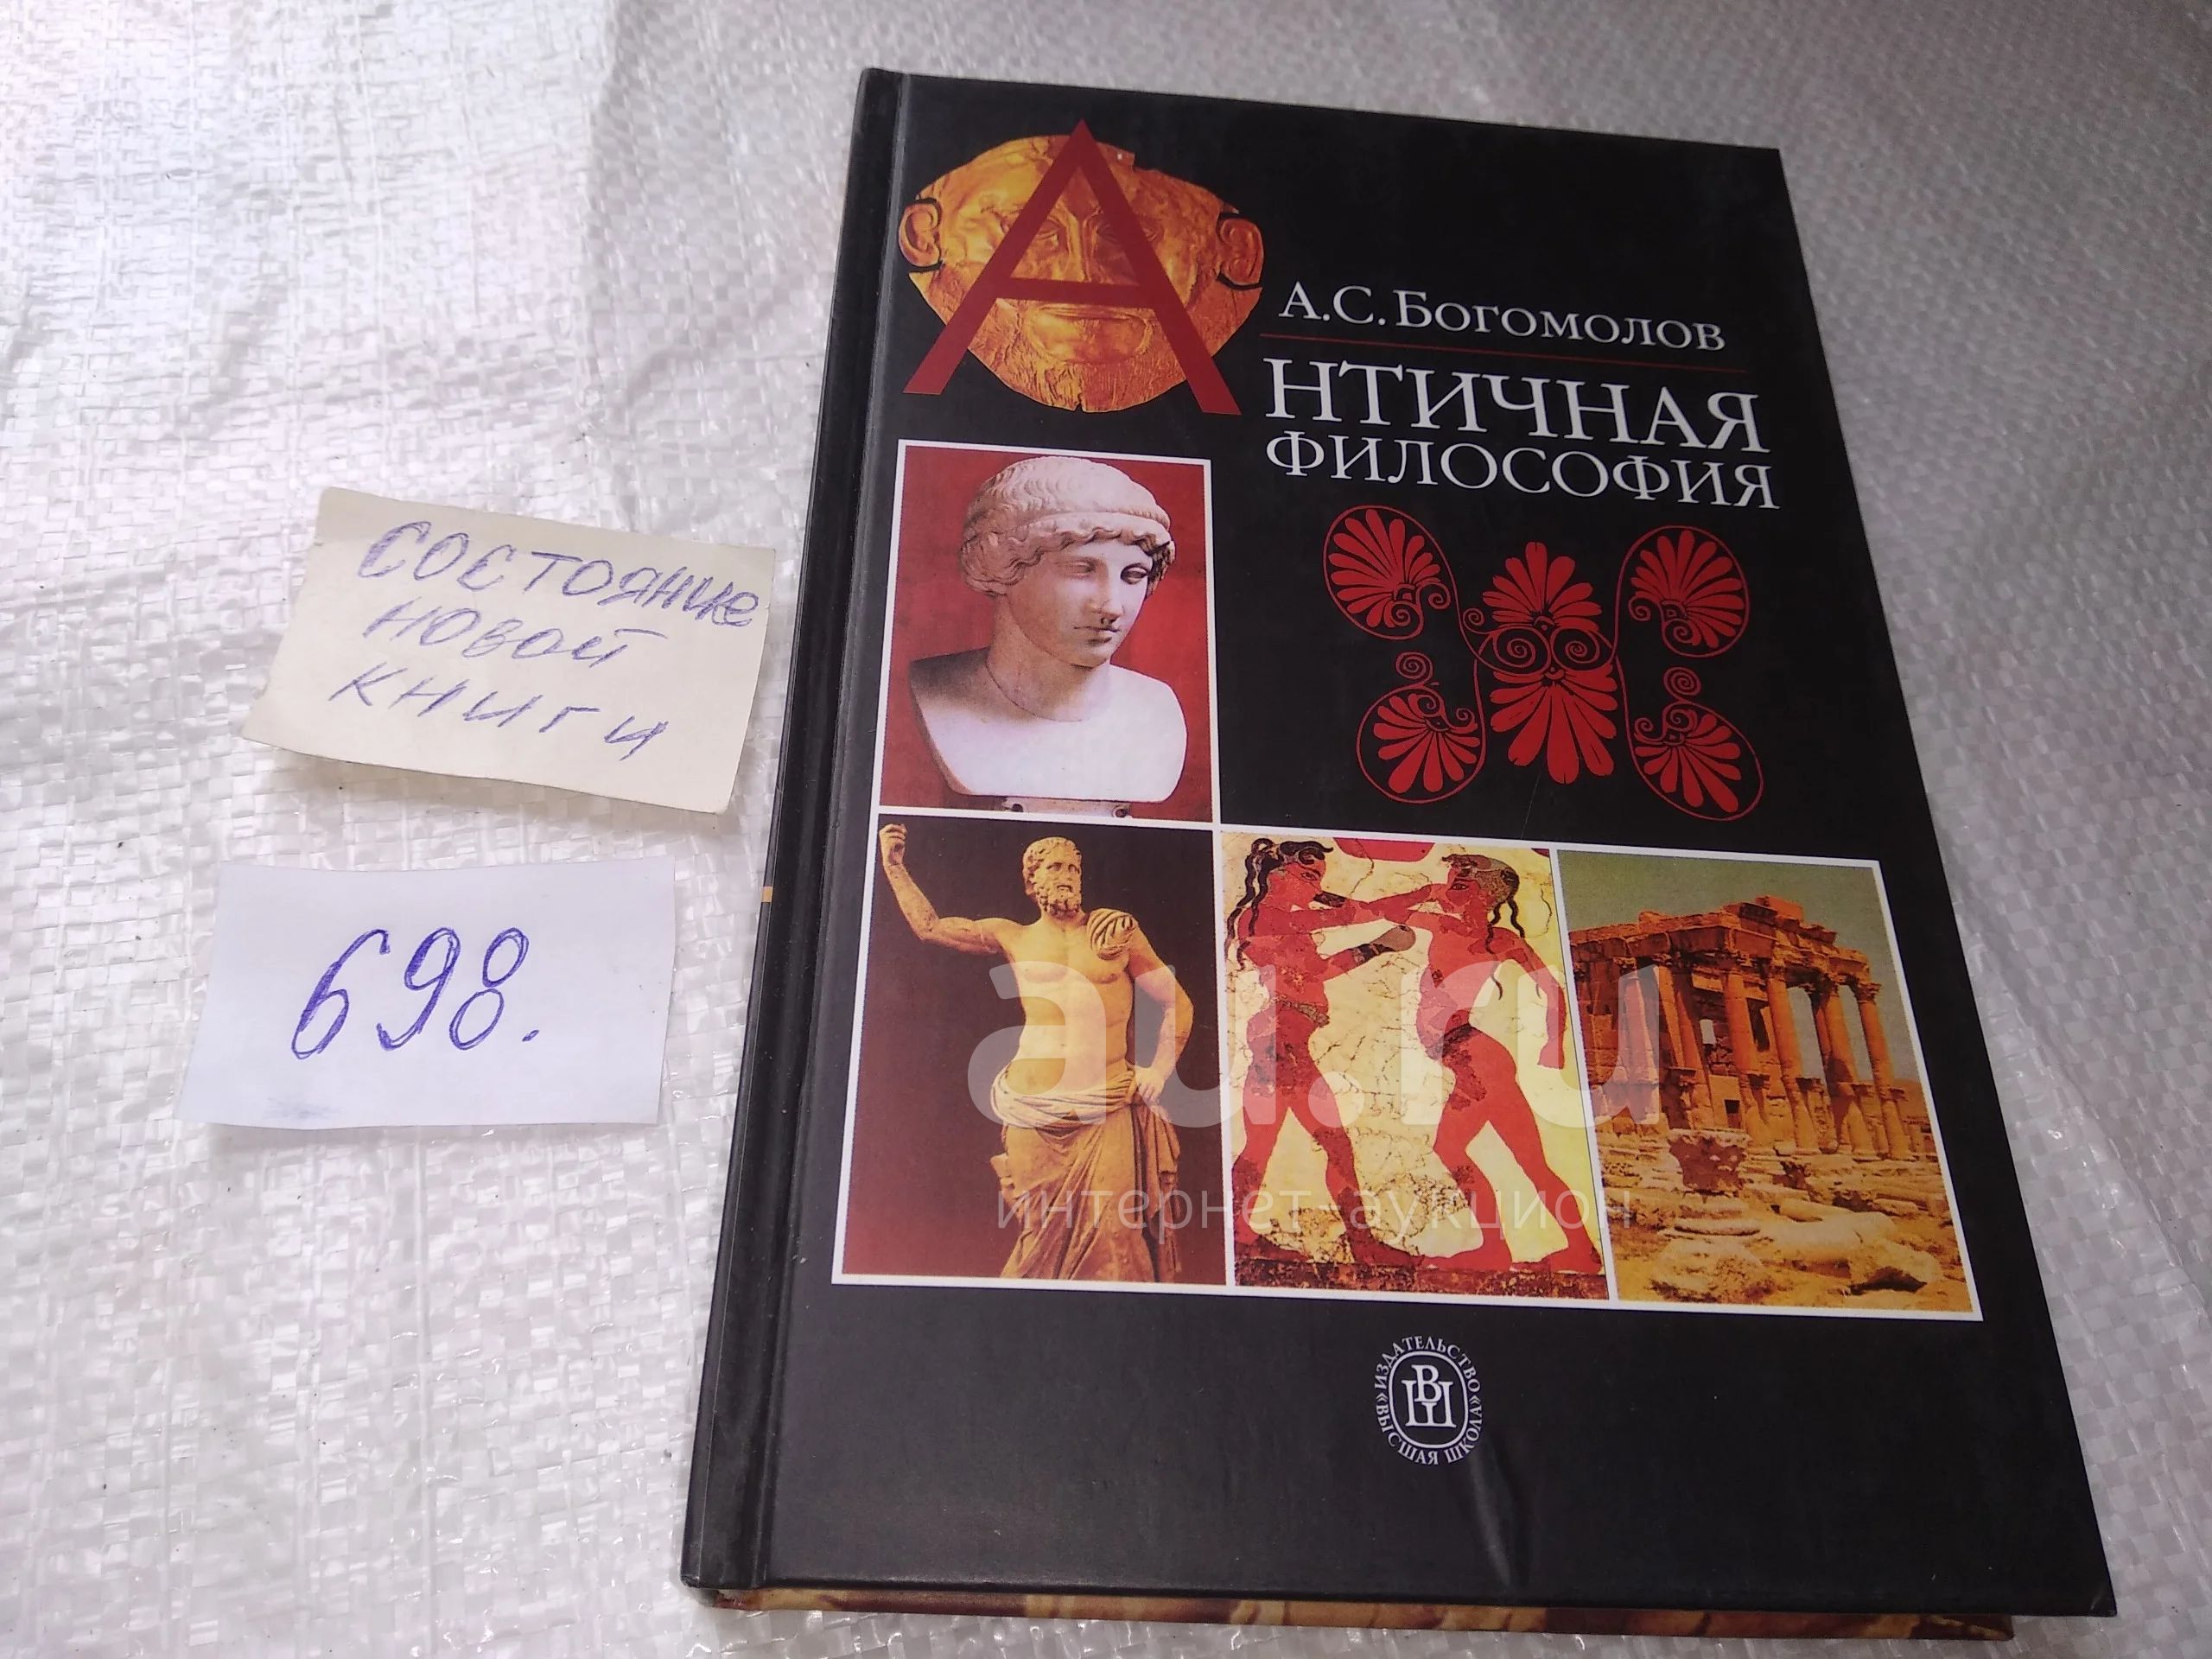 А.С. БОГОМОЛОВ
АНТИЧНАЯ
ФИЛОСОФИЯ
состояние
новой
книги
698.
au.ru
интернет-аукцион
ВШ
ИЗДАТЕЛЬСТВО
«ВЫСШАЯ ШКОЛА»